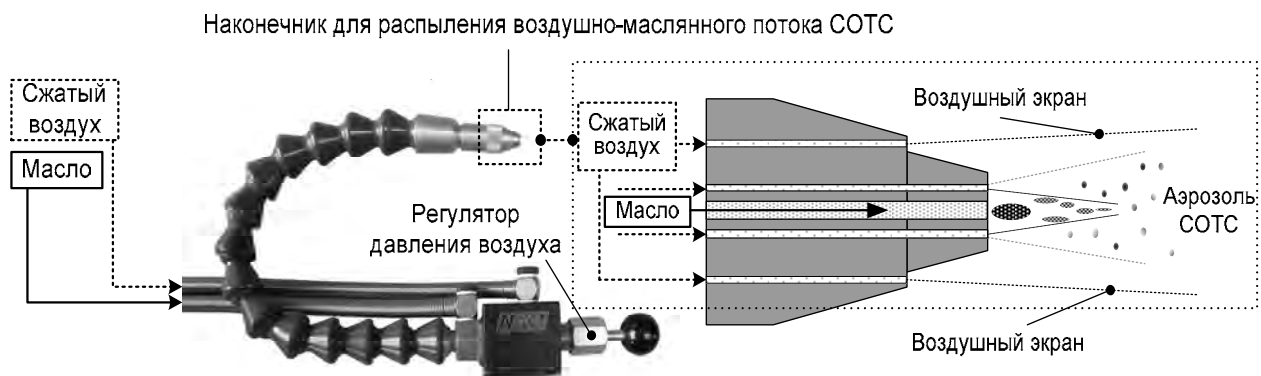 Наконечник для распыления воздушно-маслянного потока СОТС
Сжатый
воздух
Масло
Регулятор
давления воздуха
Сжатый
воздух
Масло
Воздушный экран
Аэрозоль
СОТС
Воздушный экран